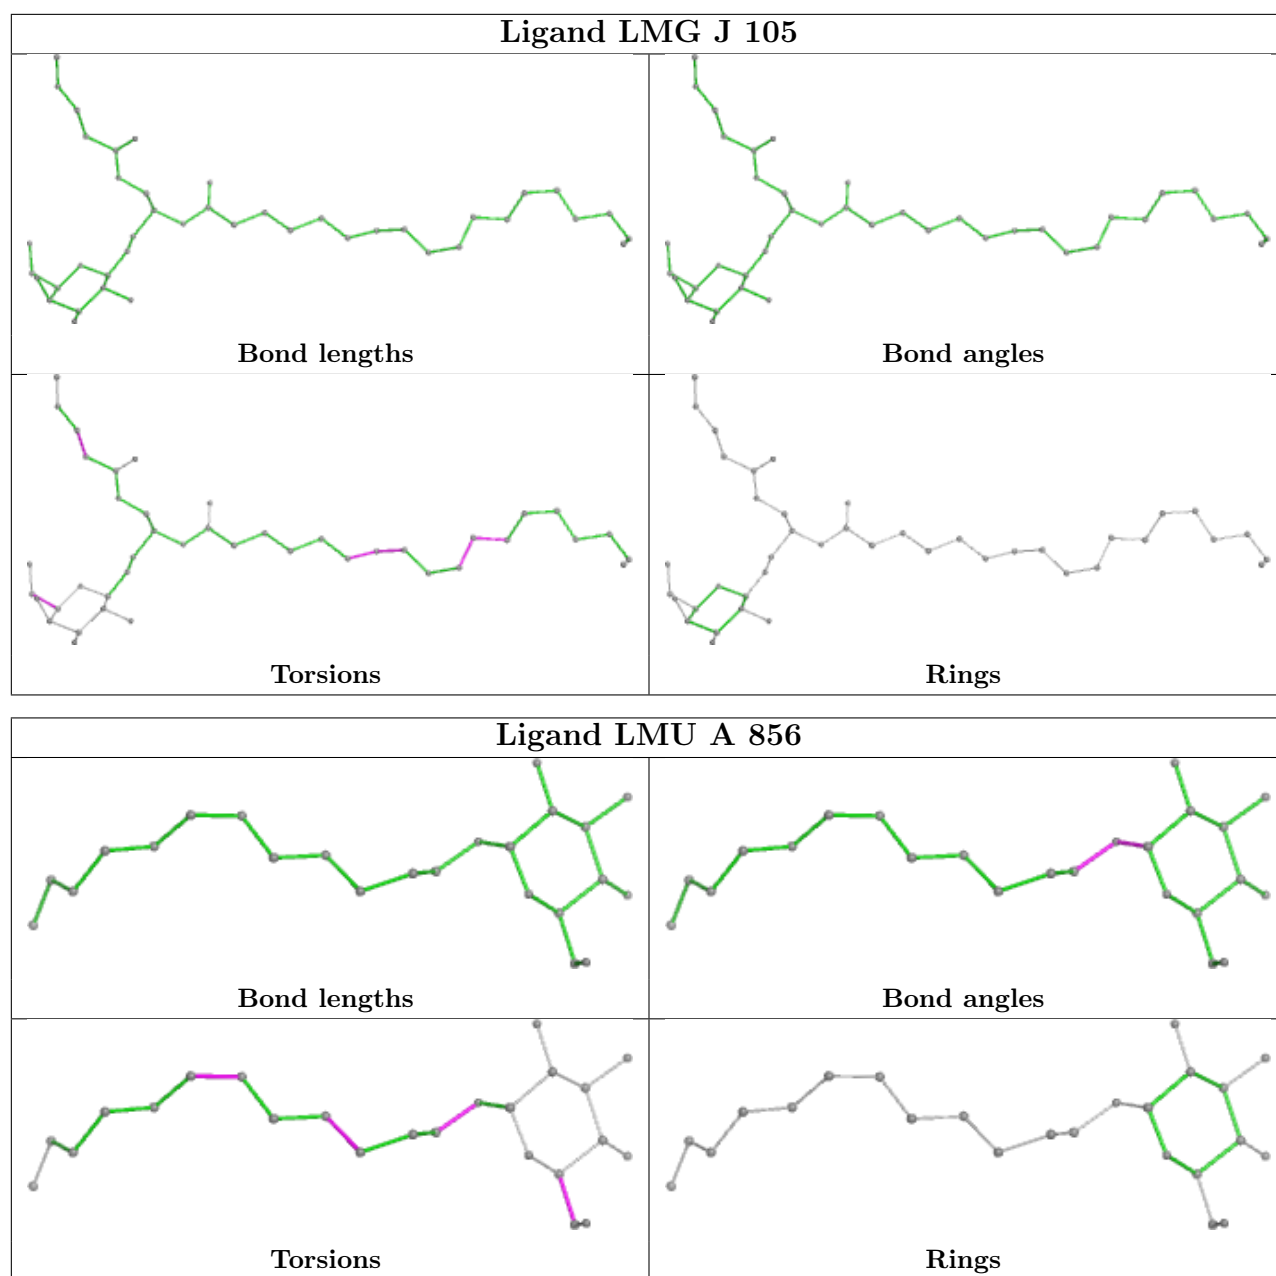 Ligand LMG J 105
Bond lengths
Bond angles
Torsions
Rings
Ligand LMU A 856
Bond lengths
Bond angles
Torsions
Rings